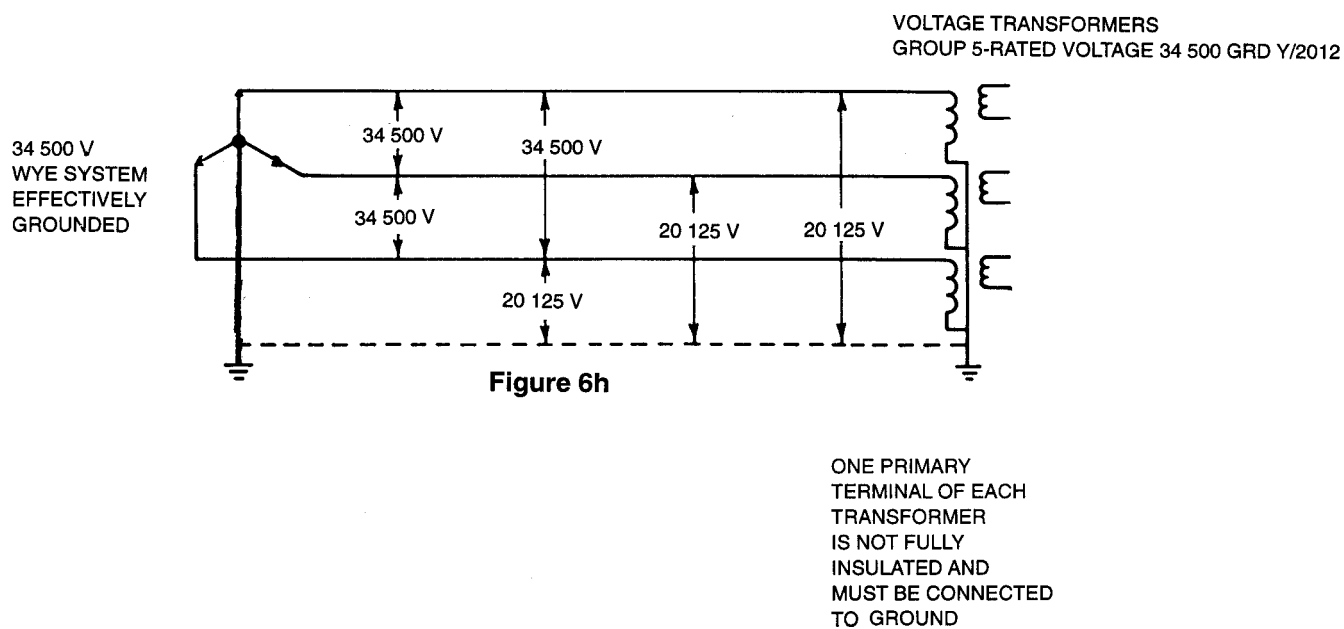 VOLTAGE TRANSFORMERS
GROUP 5-RATED VOLTAGE 34 500 GRD Y/2012
34 500 V
WYE SYSTEM
EFFECTIVELY
GROUNDED
34 500 V
34 500 V
34 500 V
20 125 V
20 125 V
20 125 V
Figure 6h
ONE PRIMARY
TERMINAL OF EACH
TRANSFORMER
IS NOT FULLY
INSULATED AND
MUST BE CONNECTED
TO GROUND